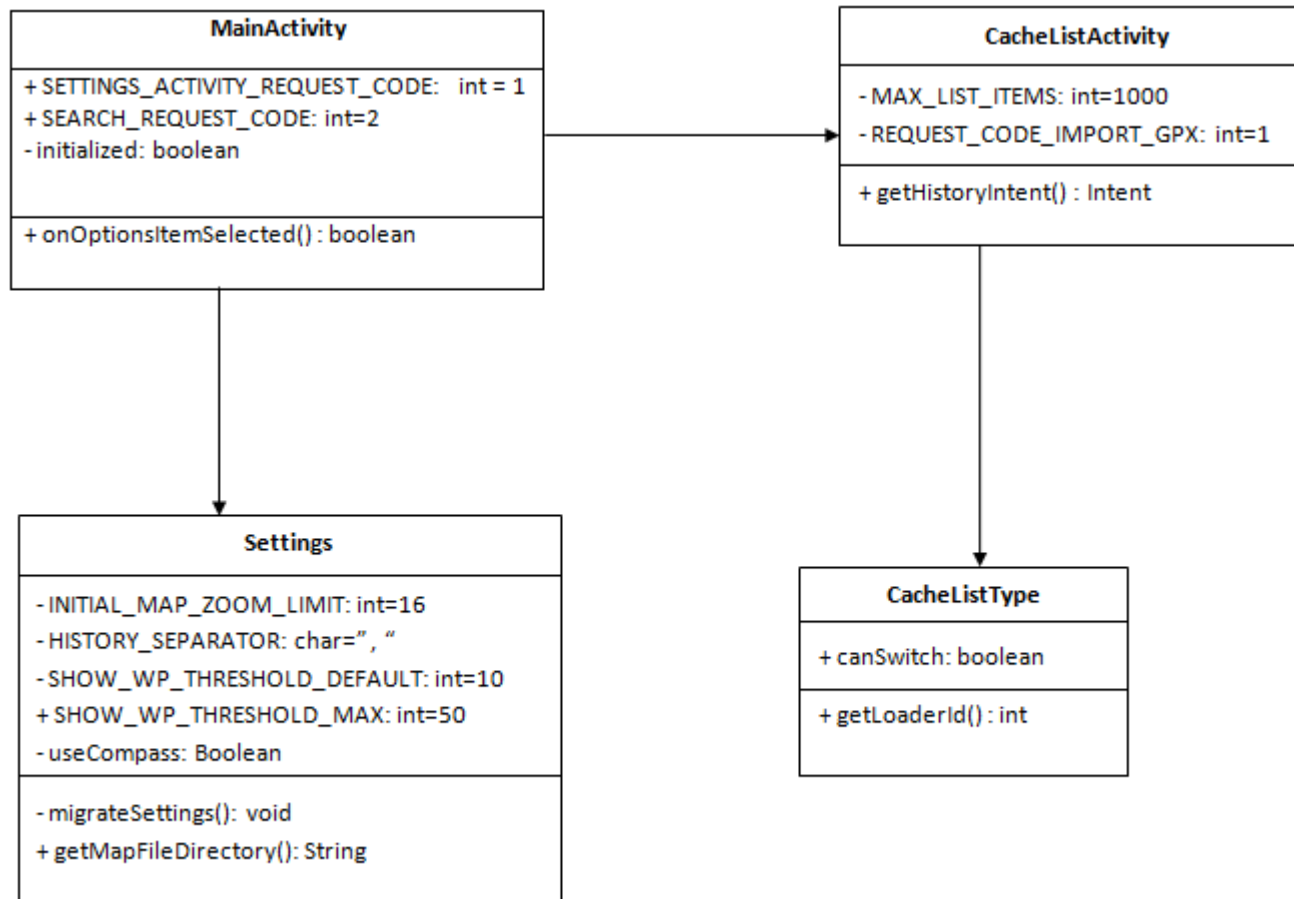 MainActivity
+ SETTINGS_ACTIVITY_REQUEST_CODE: int = 1
+ SEARCH_REQUEST_CODE: int=2
- initialized: boolean
+ onOptionsItemSelected() : boolean
CacheListActivity
- MAX_LIST_ITEMS: int=1000
- REQUEST_CODE_IMPORT_GPX: int=1
+ getHistoryIntent() : Intent
Settings
- INITIAL_MAP_ZOOM_LIMIT: int=16
- HISTORY_SEPARATOR: char=” , “
- SHOW_WP_THRESHOLD_DEFAULT: int=10
+ SHOW_WP_THRESHOLD_MAX: int=50
- useCompass: Boolean
- migrateSettings(): void
+ getMapFileDirectory(): String
CacheListType
+ canSwitch: boolean
+ getLoaderId() : int